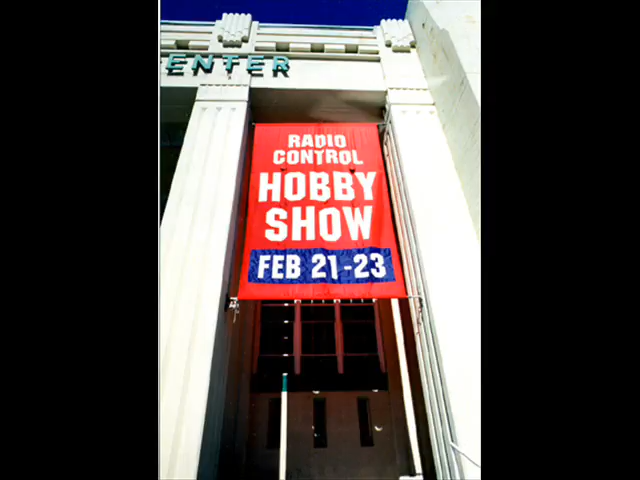 ENTER
RADIO
CONTROL
HOBBY
SHOW
FEB 21-23